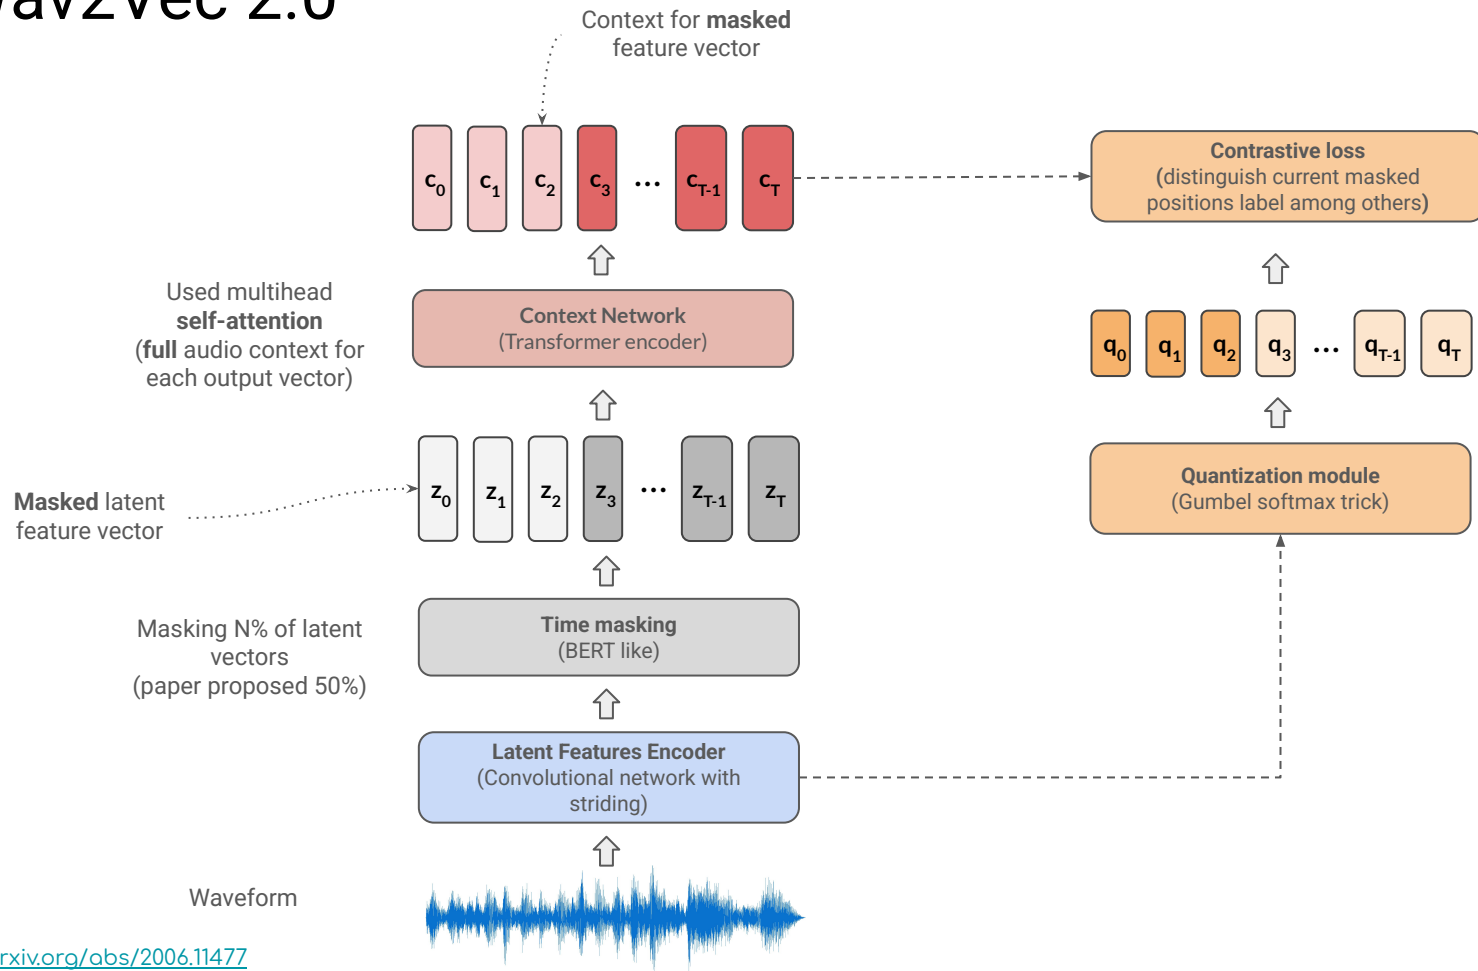 Wav2Vec 2.0
Context for masked
feature vector
c0 c1 c2 c3 ... cT-1 cT
Contrastive loss
(distinguish current masked
positions label among others)
Used multihead
self-attention
(full audio context for
each output vector)
Context Network
(Transformer encoder)
q0 q1 q2 q3 ... qT-1 qT
Masked latent
feature vector
z0 z1 z2 z3 ... zT-1 zT
Quantization module
(Gumbel softmax trick)
Masking N% of latent
vectors
(paper proposed 50%)
Time masking
(BERT like)
Latent Features Encoder
(Convolutional network with
striding)
Waveform
rxiv.org/abs/2006.11477